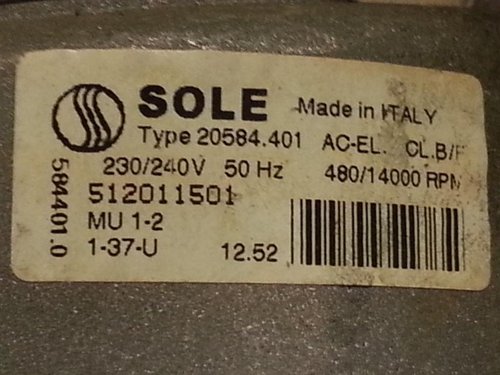 SOLE Made in ITALY
Type 20584.401 AC-EL. CL.B/F
230/240V 50 Hz 480/14000 RPM
512011501
MU 1-2
1-37-U 12.52
584401.0